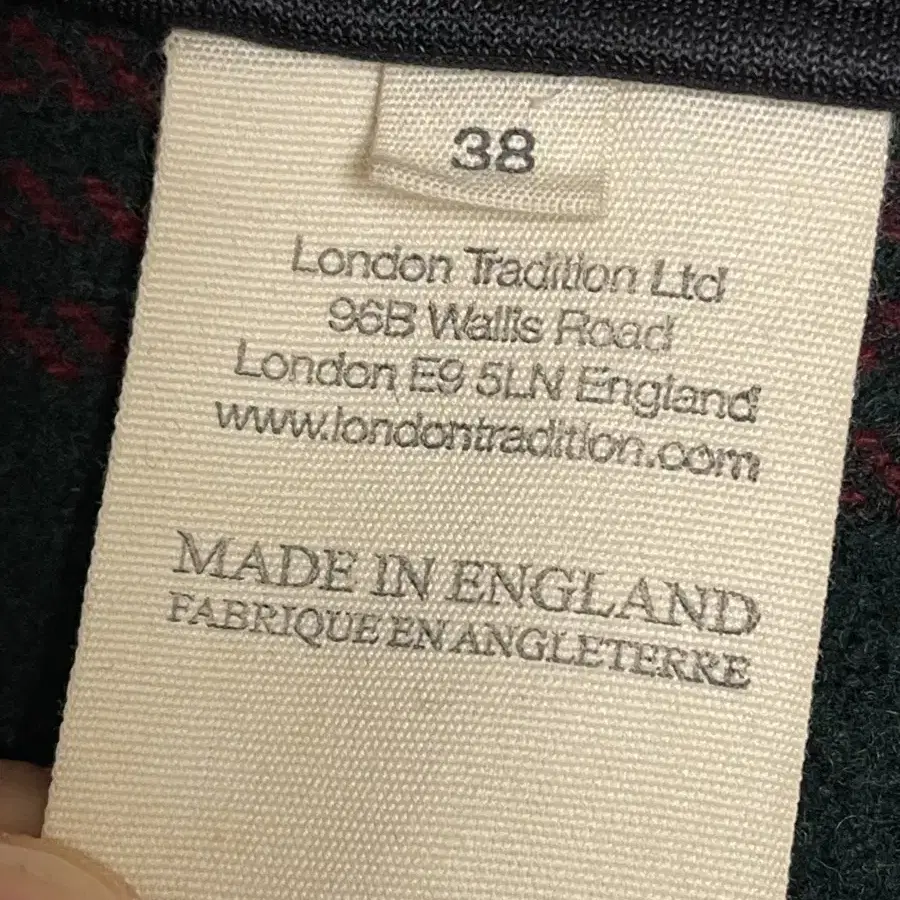 38
London Tradition Ltd
96B Wallis Road
London E9 5LN England
www.londontradition.com
MADE IN ENGLAND
FABRIQUE EN ANGLETERRE